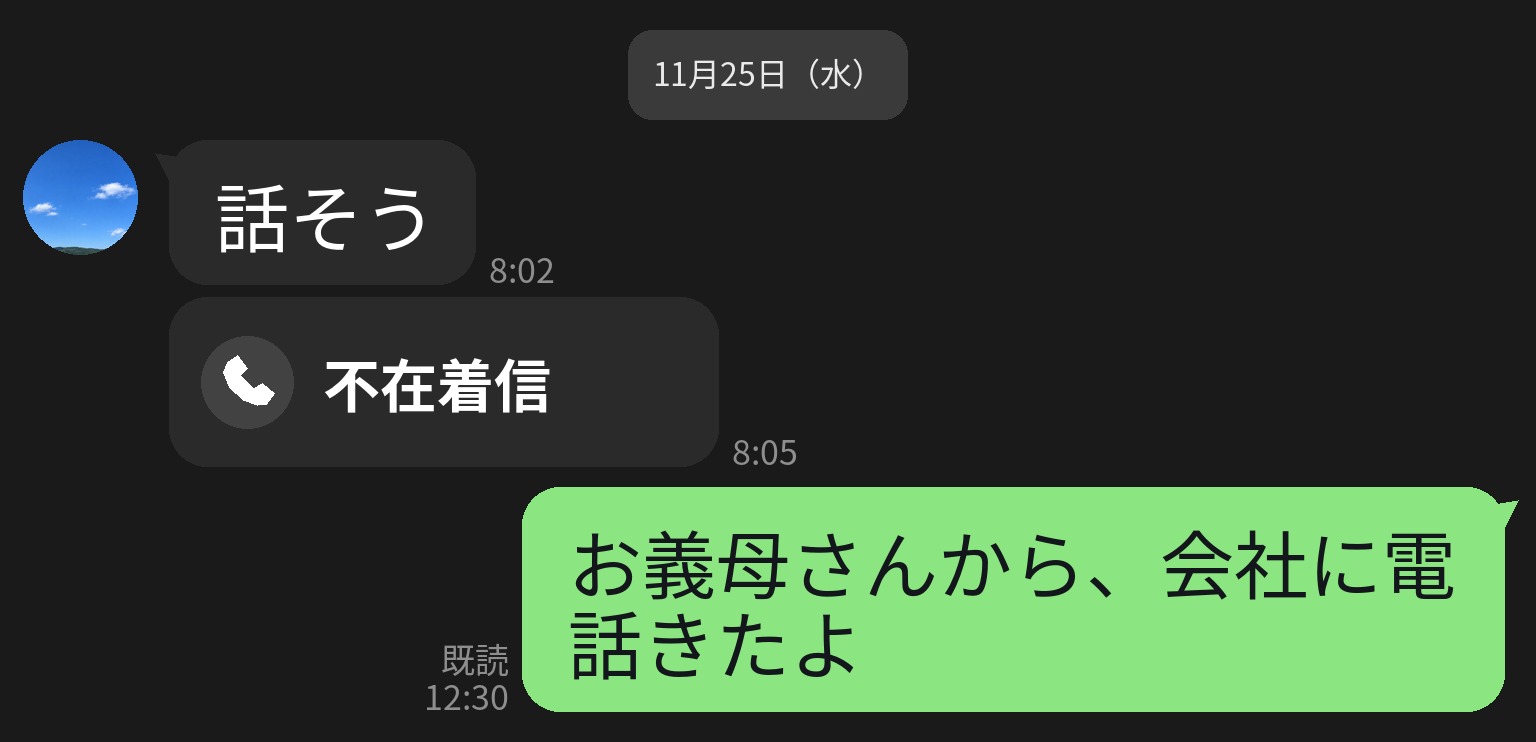 11月25日（水）
話そう
8:02
不在着信
8:05
お義母さんから、会社に電
話きたよ
既読
12:30